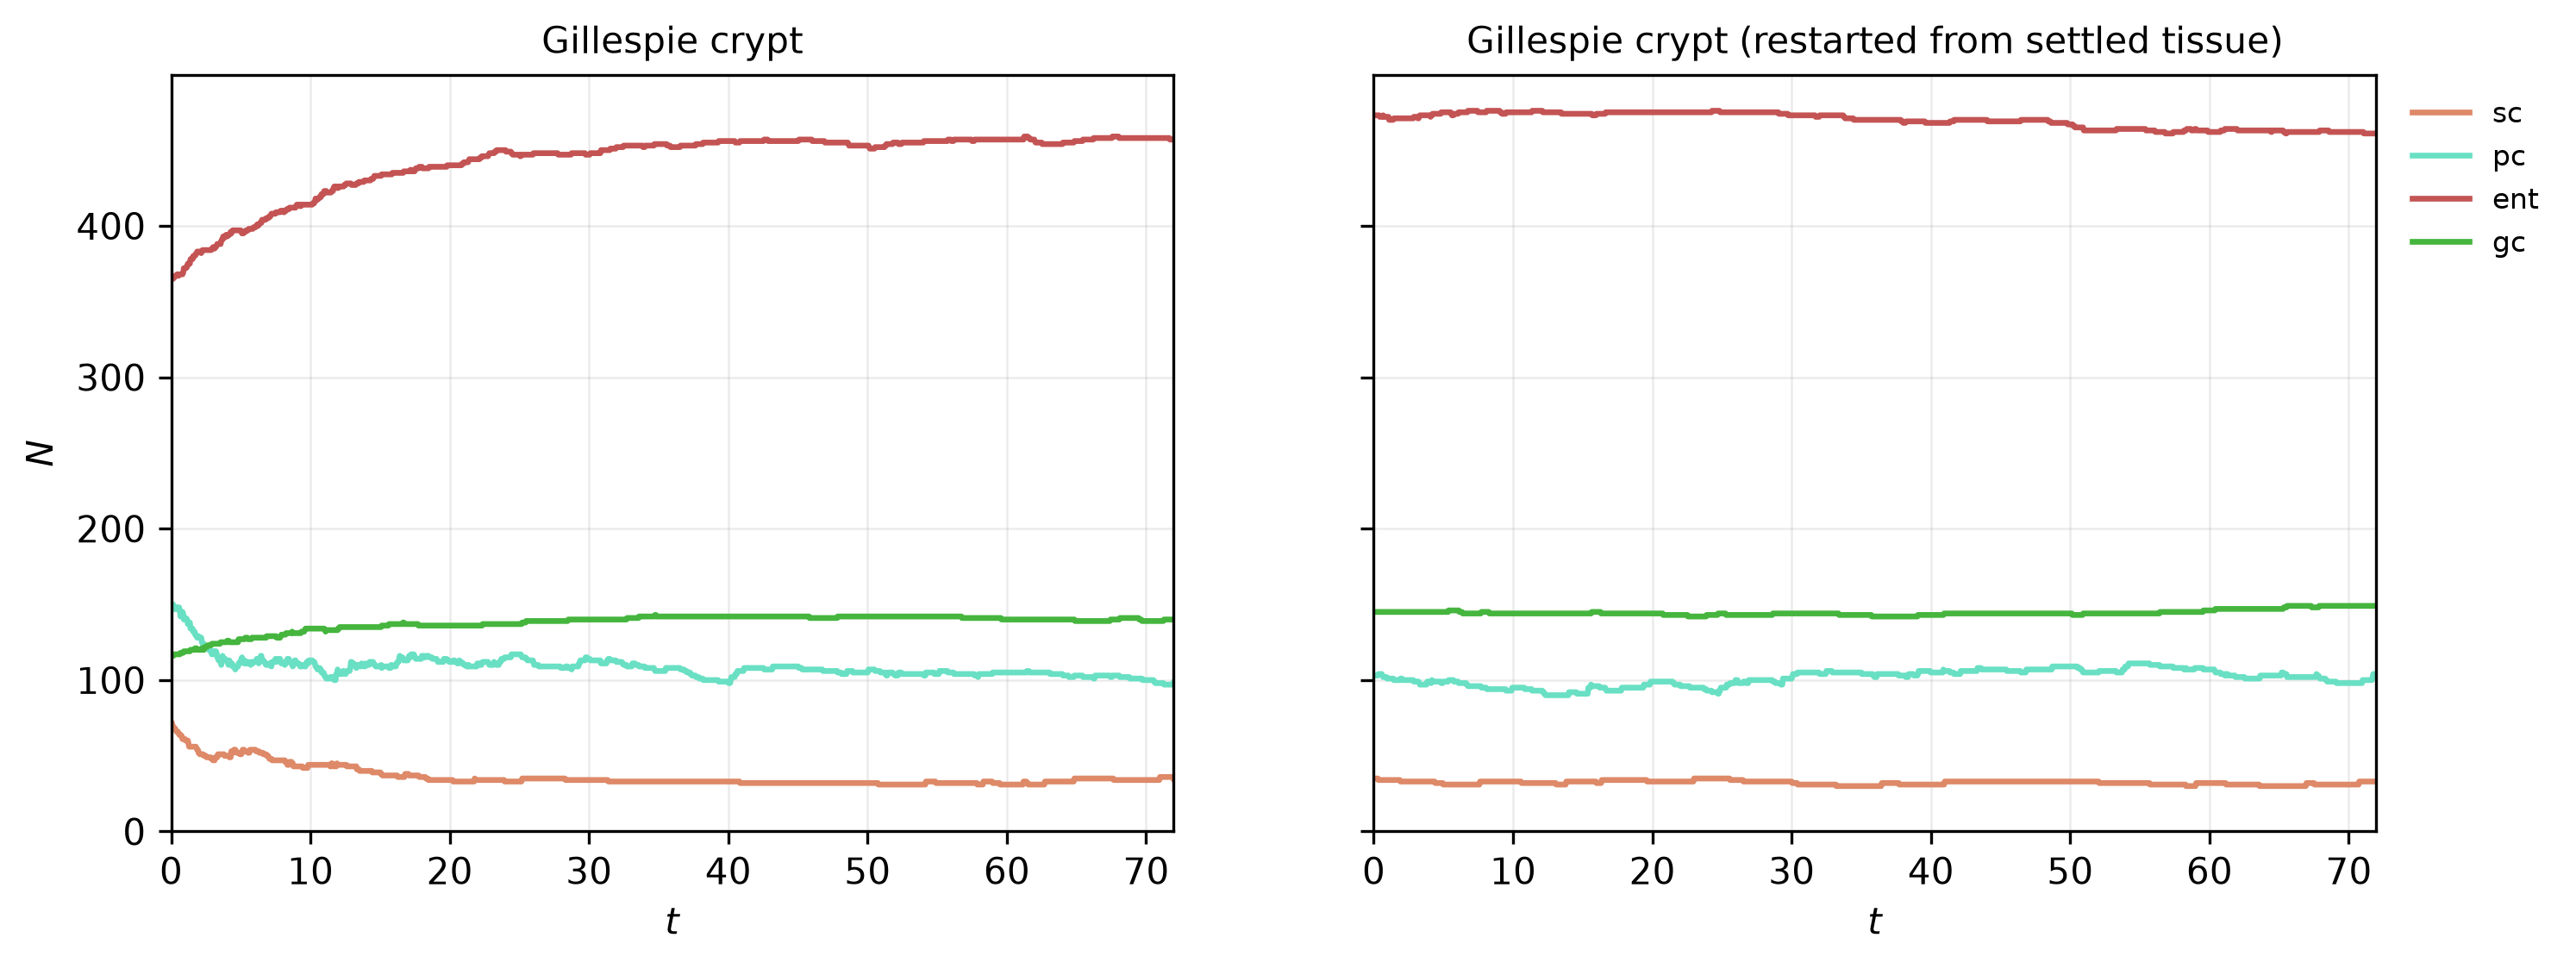 Gillespie crypt
Gillespie crypt (restarted from settled tissue)
N
400
300
200
100
0
0 10 20 30 40 50 60 70
t
0 10 20 30 40 50 60 70
t
sc
pc
ent
gc